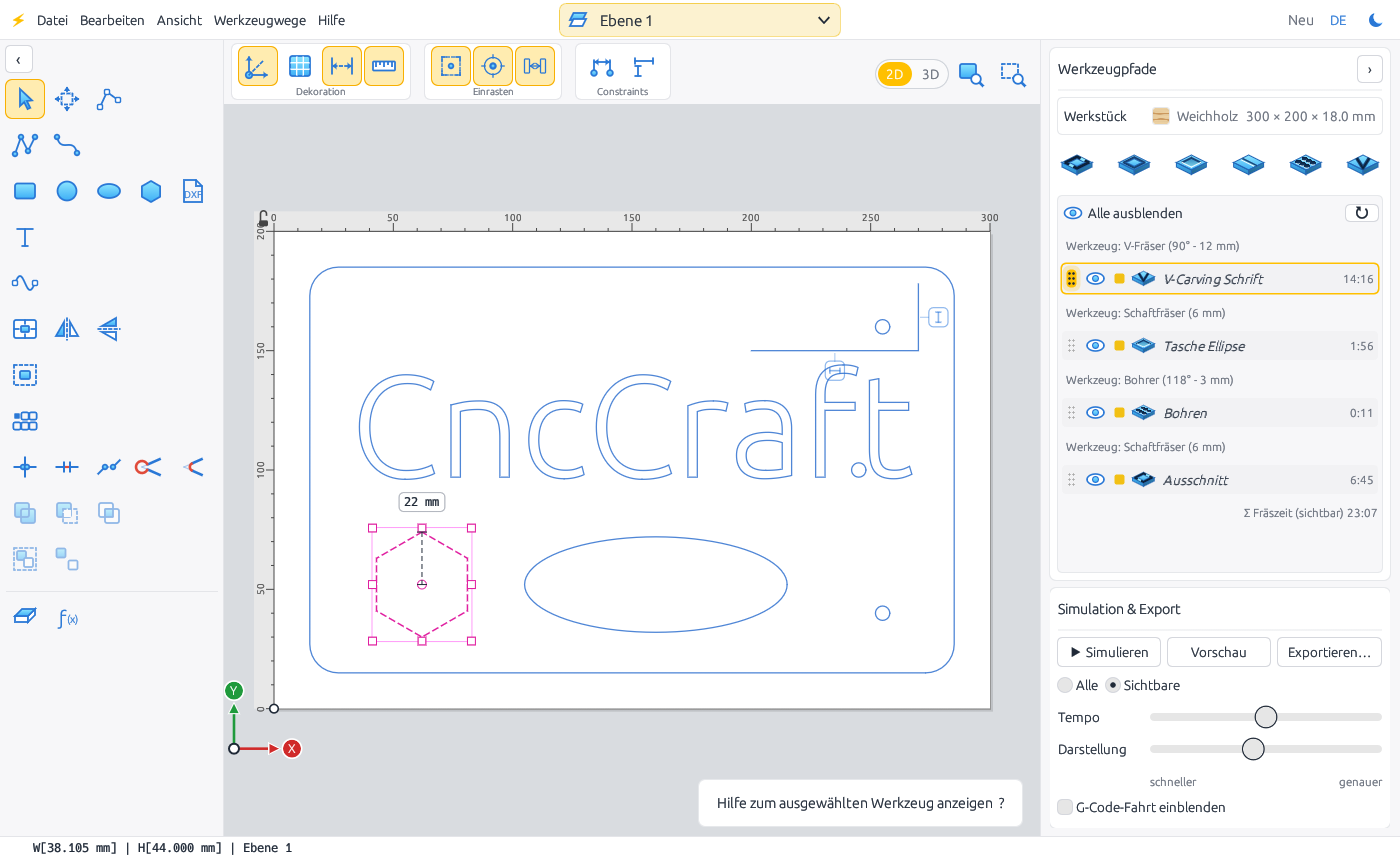 Datei Bearbeiten Ansicht Werkzeugwege Hilfe
Ebene 1
Neu DE
DXF
f(x)
Dekoration
Einrasten
Constraints
2D 3D
0 50 100 150 200 250 300
200
150
100
50
0
CncCraft
22 mm
Y
X
Hilfe zum ausgewählten Werkzeug anzeigen ?
Werkzeugpfade
Werkstück Weichholz 300 × 200 × 18.0 mm
Alle ausblenden
Werkzeug: V-Fräser (90° - 12 mm)
V-Carving Schrift 14:16
Werkzeug: Schaftfräser (6 mm)
Tasche Ellipse 1:56
Werkzeug: Bohrer (118° - 3 mm)
Bohren 0:11
Werkzeug: Schaftfräser (6 mm)
Ausschnitt 6:45
Σ Fräszeit (sichtbar) 23:07
Simulation & Export
Simulieren Vorschau Exportieren...
Alle Sichtbare
Tempo
Darstellung
schneller genauer
G-Code-Fahrt einblenden
W[38.105 mm] | H[44.000 mm] | Ebene 1